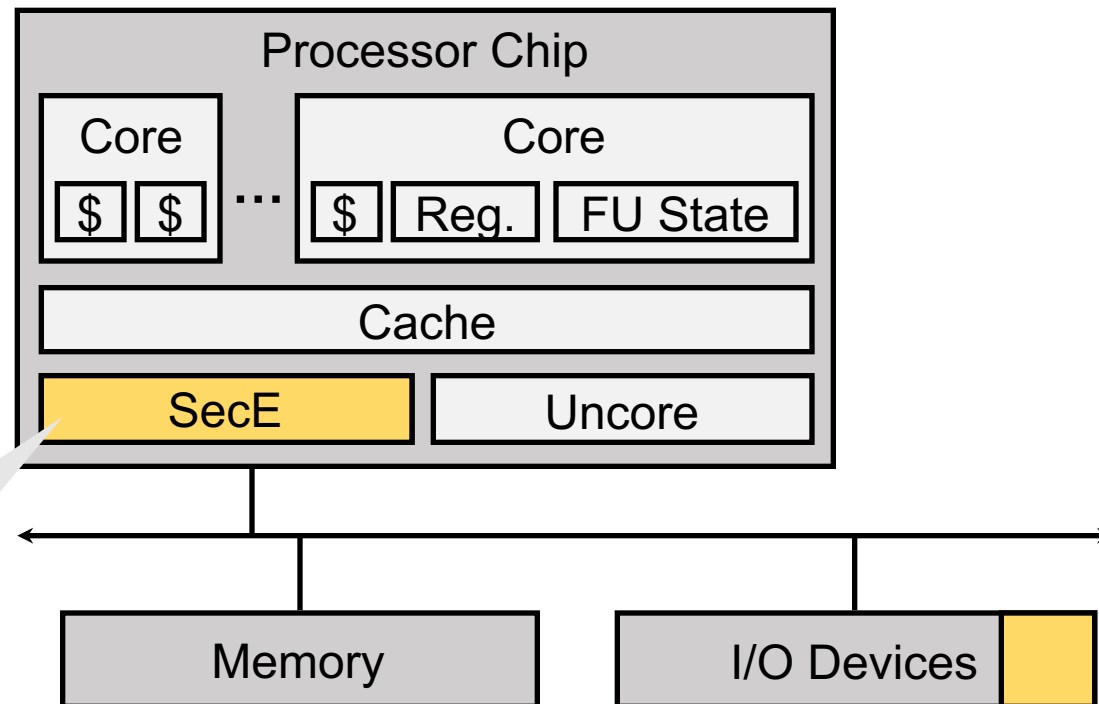 Processor Chip
Core
Core
$ $ ... $ Reg. FU State
Cache
SecE Uncore
Memory I/O Devices